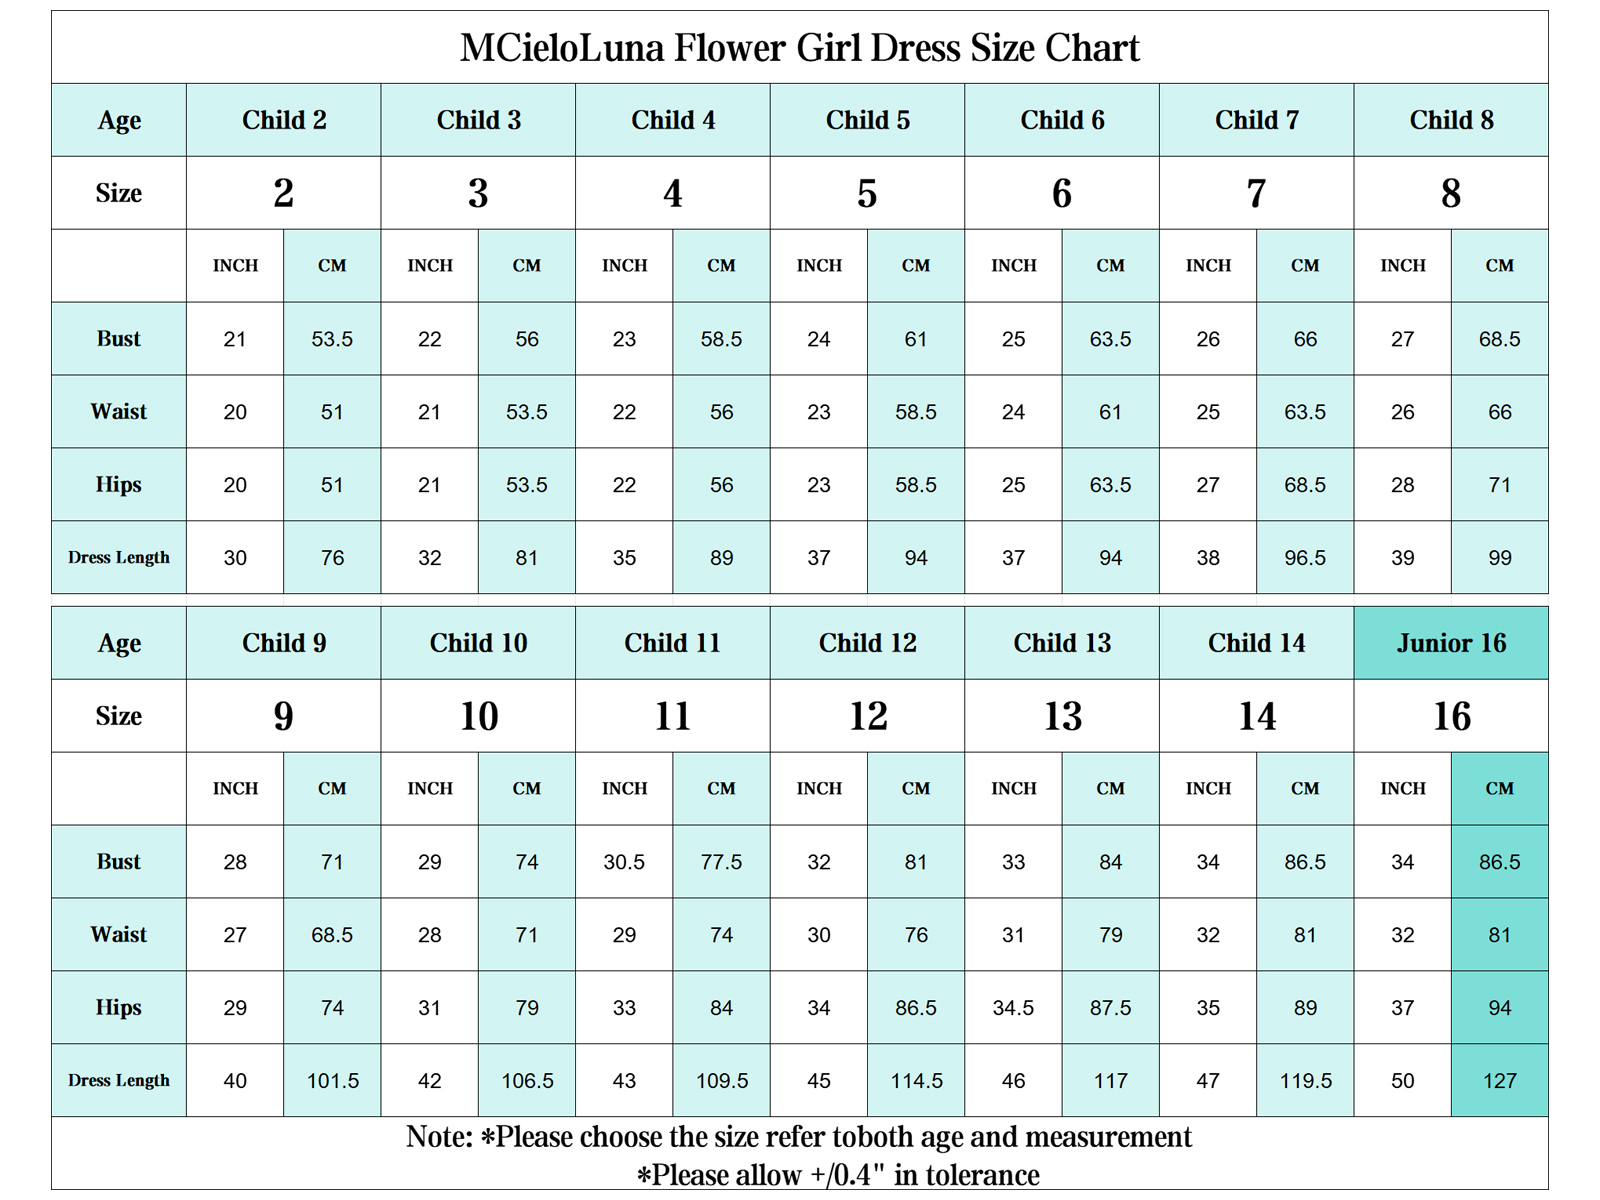 MCieloLuna Flower Girl Dress Size Chart
Age Child 2 Child 3 Child 4 Child 5 Child 6 Child 7 Child 8
Size 2 3 4 5 6 7 8
INCH CM INCH CM INCH CM INCH CM INCH CM INCH CM INCH CM
Bust 21 53.5 22 56 23 58.5 24 61 25 63.5 26 66 27 68.5
Waist 20 51 21 53.5 22 56 23 58.5 24 61 25 63.5 26 66
Hips 20 51 21 53.5 22 56 23 58.5 25 63.5 27 68.5 28 71
Dress Length 30 76 32 81 35 89 37 94 37 94 38 96.5 39 99
Age Child 9 Child 10 Child 11 Child 12 Child 13 Child 14 Junior 16
Size 9 10 11 12 13 14 16
INCH CM INCH CM INCH CM INCH CM INCH CM INCH CM INCH CM
Bust 28 71 29 74 30.5 77.5 32 81 33 84 34 86.5 34 86.5
Waist 27 68.5 28 71 29 74 30 76 31 79 32 81 32 81
Hips 29 74 31 79 33 84 34 86.5 34.5 87.5 35 89 37 94
Dress Length 40 101.5 42 106.5 43 109.5 45 114.5 46 117 47 119.5 50 127
Note: *Please choose the size refer toboth age and measurement
*Please allow +/0.4" in tolerance